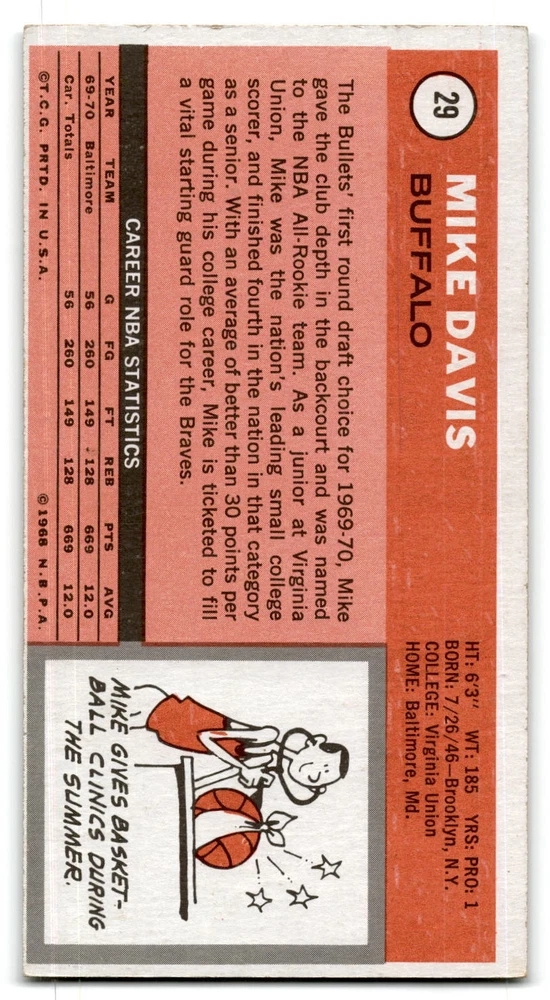 29
MIKE DAVIS
BUFFALO
HT: 6'3" WT: 185 YRS: PRO: 1
BORN: 7/26/46—Brooklyn, N.Y.
COLLEGE: Virginia Union
HOME: Baltimore, Md.
The Bullets' first round draft choice for 1969-70, Mike
gave the club depth in the backcourt and was named
to the NBA All-Rookie team. As a junior at Virginia
Union, Mike was the nation's leading small college
scorer, and finished fourth in the nation in that category
as a senior. With an average of better than 30 points per
game during his college career, Mike is ticketed to fill
a vital starting guard role for the Braves.
CAREER NBA STATISTICS
YEAR TEAM G FG FT REB PTS AVG
69-70 Baltimore 56 260 149 128 669 12.0
Car. Totals 56 260 149 128 669 12.0
©T.C.G. PRTD. IN U.S.A. ©1968 N.B.P.A.
MIKE GIVES BASKET-
BALL CLINICS DURING
THE SUMMER.